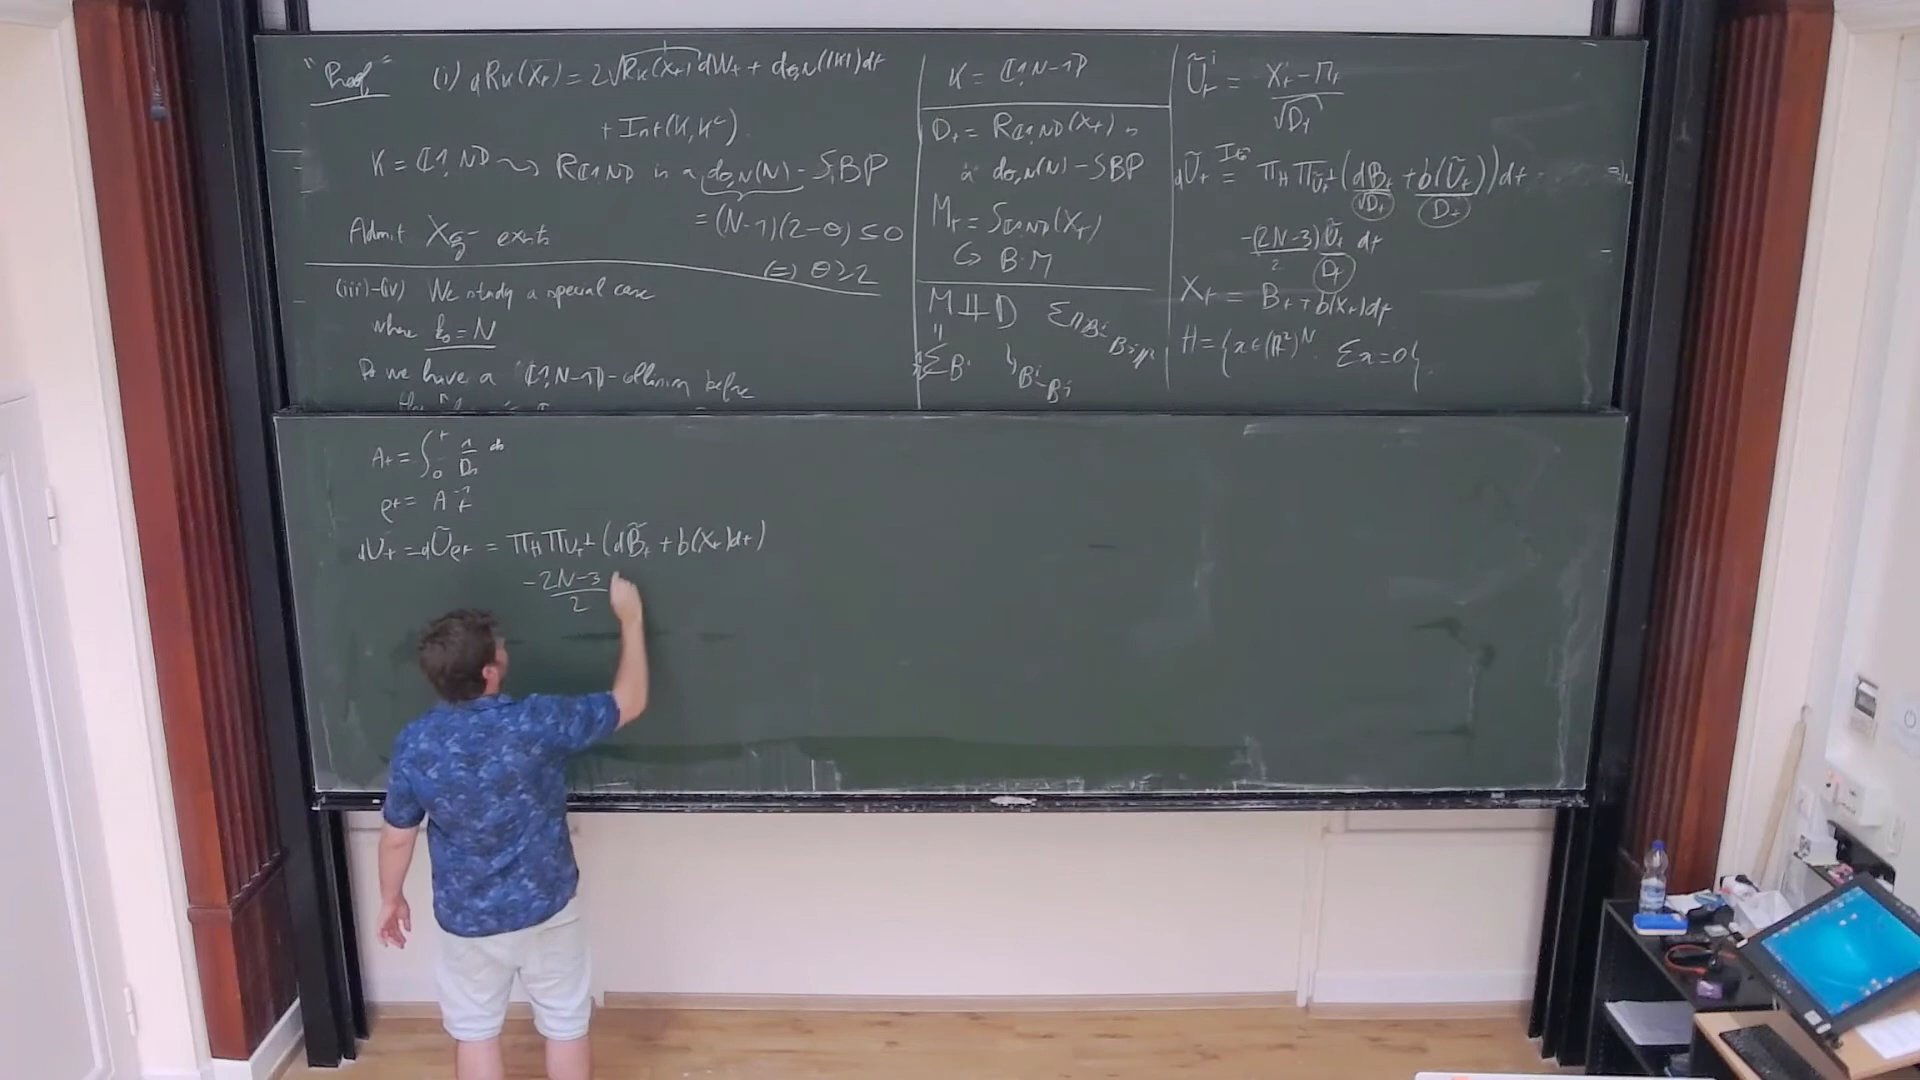 "Proof" (i) dR_K(X_t) = 2√R_K(X_t) dW_t + d_{θ,N}(|K|)dt
+ Int(K, K^c).
K = ⟦1,N⟧ ⤳ R_{⟦1,N⟧} is a d_{θ,N}(N) - SBP
= (N-1)(2-θ) ≤ 0
Admit X_{ξ-} exists
⟺ θ ≥ 2
(iii)-(iv) We study a special case
where k_0 = N
we have a ⟦1,N-1⟧-collision before
K = ⟦1,N-1⟧
D_t = R_{⟦1,N⟧}(X_t) is
a d_{θ,N}(N) - SBP
M_t = S_{⟦1,N⟧}(X_t)
↳ B.M
M ⫫ D
Σ B^i
B^i - B^j
Ũ_t^i = X_t^i - M_t / √D_t
dŨ_t =^{Ito} Π_H Π_{Ũ_t^⊥} ( dB_t / √D_t + b(Ũ_t) / D_t ) dt
- (2N-3)/2 Ũ_t / D_t dt
X_t = B_t + b(X_t)dt
H = { x ∈ (ℝ²)^N . Σx = 0 }.
A_t = ∫_0^t 1/D_s ds
ρ_t = A_t^{-1}
dU_t = dŨ_{ρ_t} = Π_H Π_{U_t^⊥} ( dB̃_t + b(X_t)dt )
- 2N-3 / 2